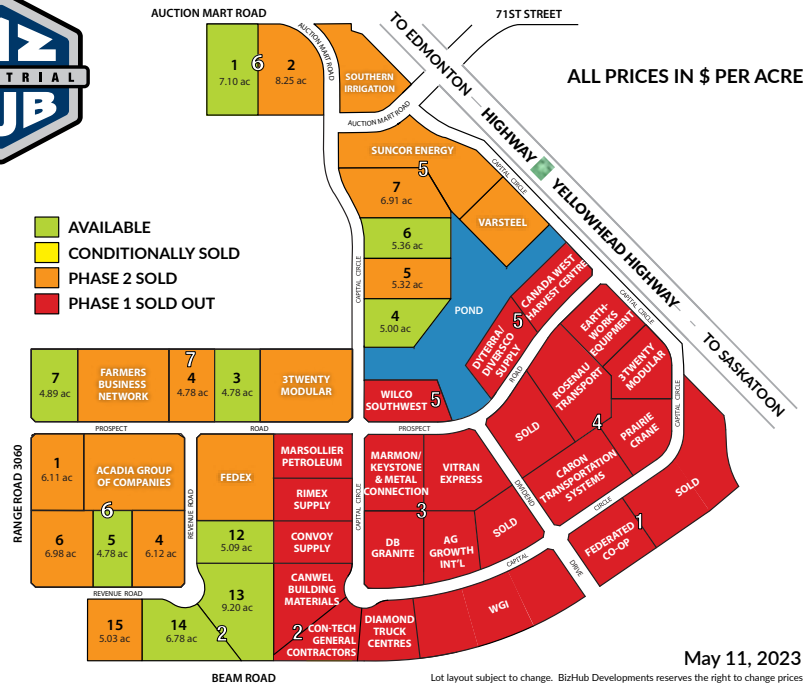 AUCTION MART ROAD
71ST STREET
TO EDMONTON
AUCTION MART ROAD
1
7.10 ac
6
2
8.25 ac
SOUTHERN
IRRIGATION
ALL PRICES IN $ PER ACRE
TRIAL
UB
AUCTION MART ROAD
HIGHWAY
YELLOWHEAD HIGHWAY
TO SASKATOON
SUNCOR ENERGY
5
CAPITAL CIRCLE
7
6.91 ac
VARSTEEL
AVAILABLE
CONDITIONALLY SOLD
PHASE 2 SOLD
PHASE 1 SOLD OUT
6
5.36 ac
5
5.32 ac
4
5.00 ac
CAPITAL CIRCLE
POND
CANADA WEST
HARVEST CENTRE
5
DYTERRA/
DIVERSCO
SUPPLY
ROAD
CAPITAL CIRCLE
EARTH-
WORKS
EQUIPMENT
3TWENTY
MODULAR
ROSENAU
TRANSPORT
4
PRAIRIE
CRANE
CAPITAL CIRCLE
SOLD
CARON
TRANSPORTATION
SYSTEMS
7
4.89 ac
FARMERS
BUSINESS
NETWORK
7
4
4.78 ac
3
4.78 ac
3TWENTY
MODULAR
WILCO
SOUTHWEST
5
PROSPECT
ROAD
PROSPECT
RANGE ROAD 3060
1
6.11 ac
ACADIA GROUP
OF COMPANIES
6
6
6.98 ac
5
4.78 ac
4
6.12 ac
REVENUE ROAD
REVENUE ROAD
FEDEX
MARSOLLIER
PETROLEUM
RIMEX
SUPPLY
12
5.09 ac
CONVOY
SUPPLY
CAPITAL CIRCLE
MARMON/
KEYSTONE
& METAL
CONNECTION
VITRAN
EXPRESS
3
DB
GRANITE
AG
GROWTH
INT'L
SOLD
DIVIDEND
DRIVE
CAPITAL
CIRCLE
FEDERATED
CO-OP
1
SOLD
13
9.20 ac
CANWEL
BUILDING
MATERIALS
15
5.03 ac
14
6.78 ac
2
2
CON-TECH
GENERAL
CONTRACTORS
DIAMOND
TRUCK
CENTRES
WGI
BEAM ROAD
May 11, 2023
Lot layout subject to change. BizHub Developments reserves the right to change prices